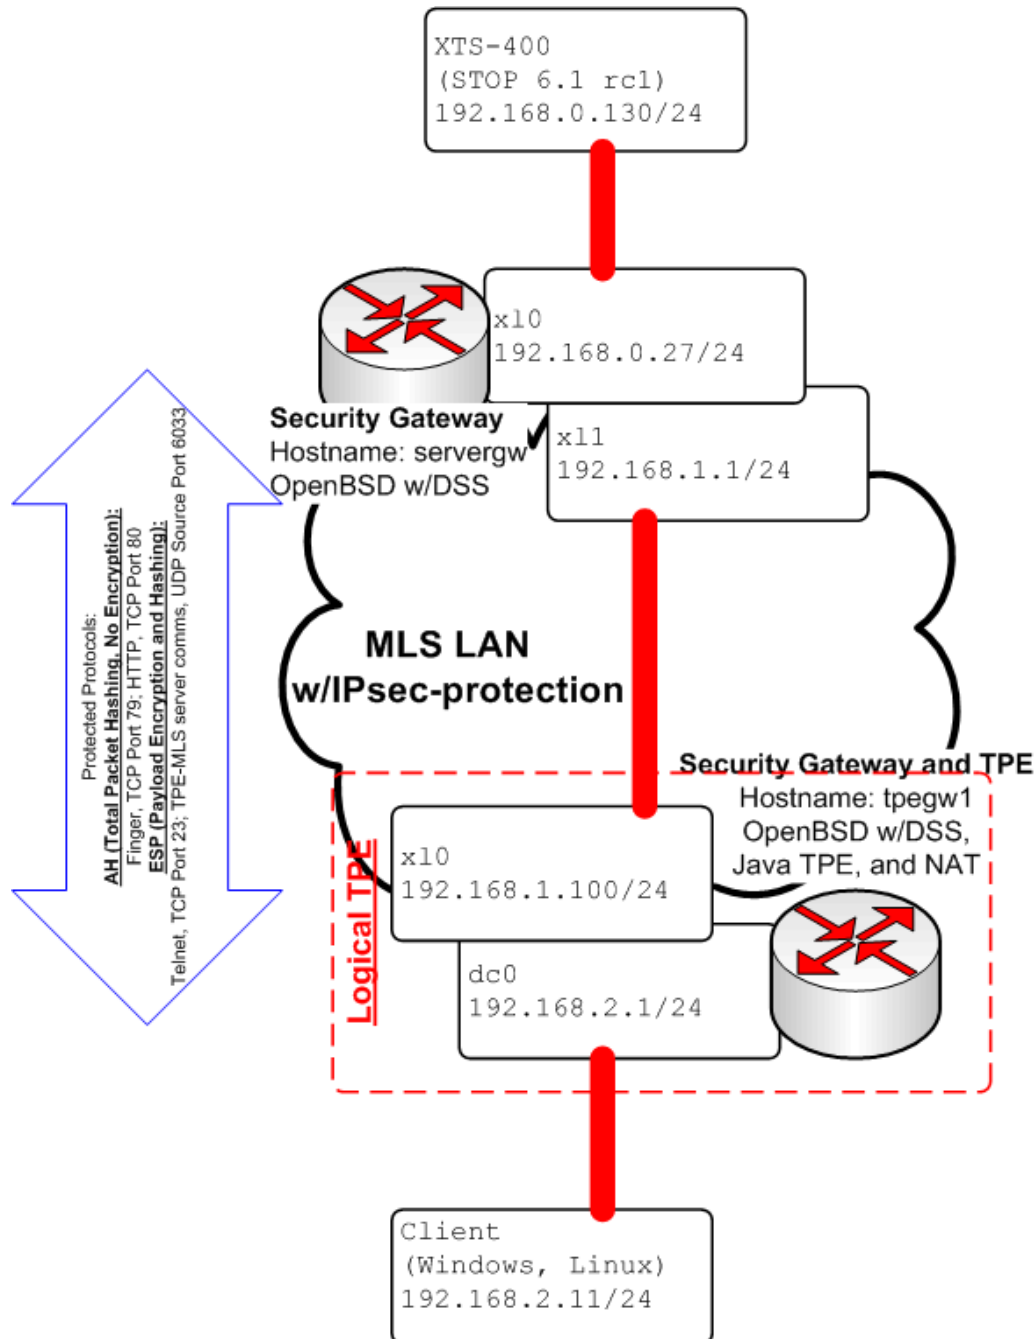 XTS-400
(STOP 6.1 rc1)
192.168.0.130/24
xl0
192.168.0.27/24
Security Gateway
Hostname: servergw
OpenBSD w/DSS
xl1
192.168.1.1/24
Protected Protocols:
AH (Total Packet Hashing, No Encryption):
Finger, TCP Port 79; HTTP, TCP Port 80
ESP (Payload Encryption and Hashing):
Telnet, TCP Port 23; TPE-MLS server comms, UDP Source Port 6033
MLS LAN
w/IPsec-protection
Security Gateway and TPE
Hostname: tpegw1
OpenBSD w/DSS,
Java TPE, and NAT
Logical TPE
xl0
192.168.1.100/24
dc0
192.168.2.1/24
Client
(Windows, Linux)
192.168.2.11/24